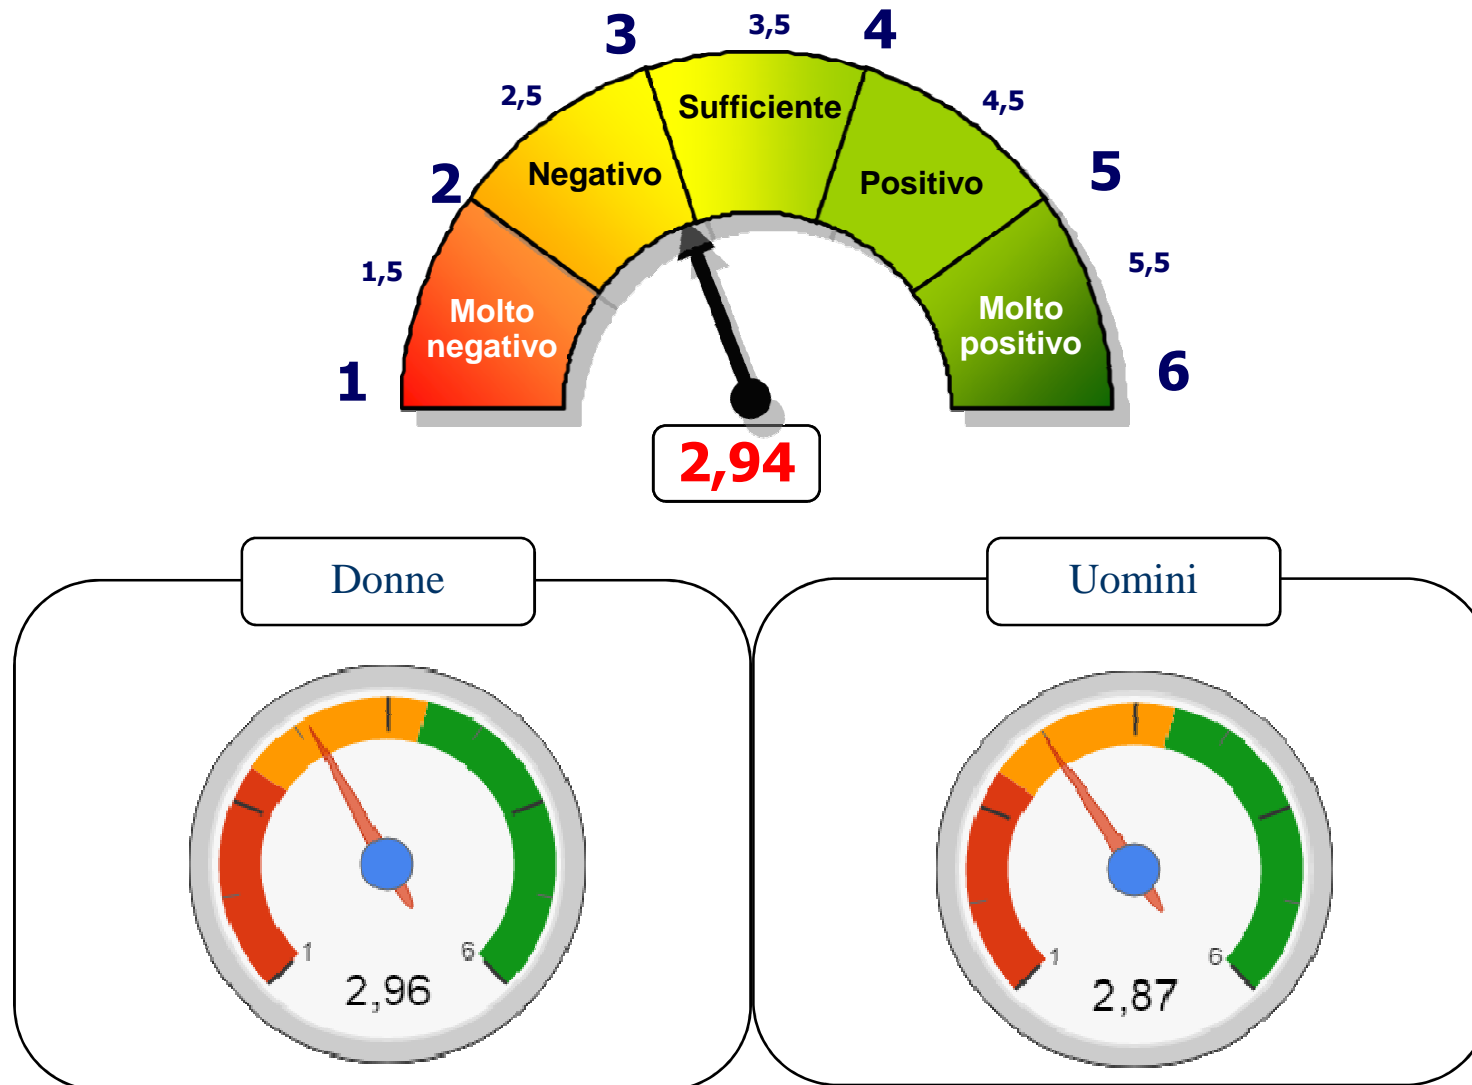 3
3,5
4
2,5
4,5
Sufficiente
2
Negativo
Positivo
5
1,5
5,5
Molto
negativo
Molto
positivo
1
6
2,94
Donne
Uomini
1
6
2,96
1
6
2,87